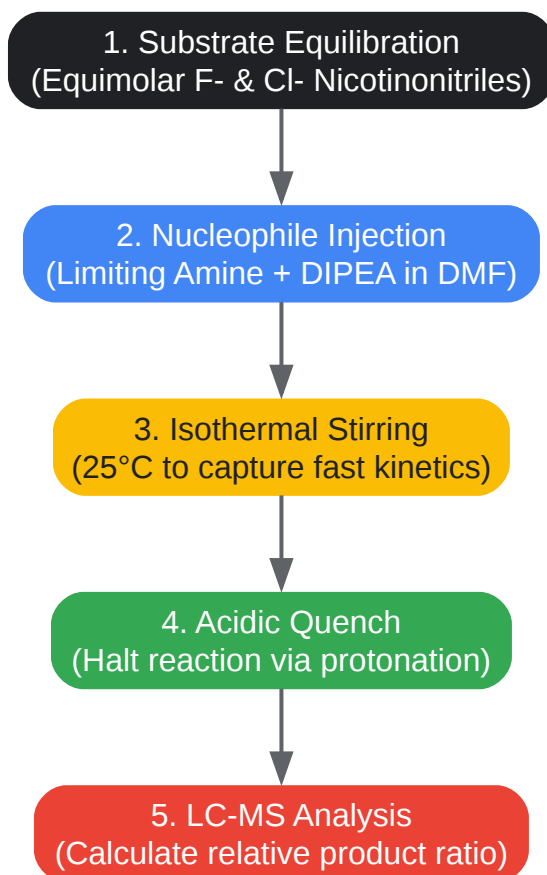 1. Substrate Equilibration
(Equimolar F- & Cl- Nicotinonitriles)
2. Nucleophile Injection
(Limiting Amine + DIPEA in DMF)
3. Isothermal Stirring
(25°C to capture fast kinetics)
4. Acidic Quench
(Halt reaction via protonation)
5. LC-MS Analysis
(Calculate relative product ratio)